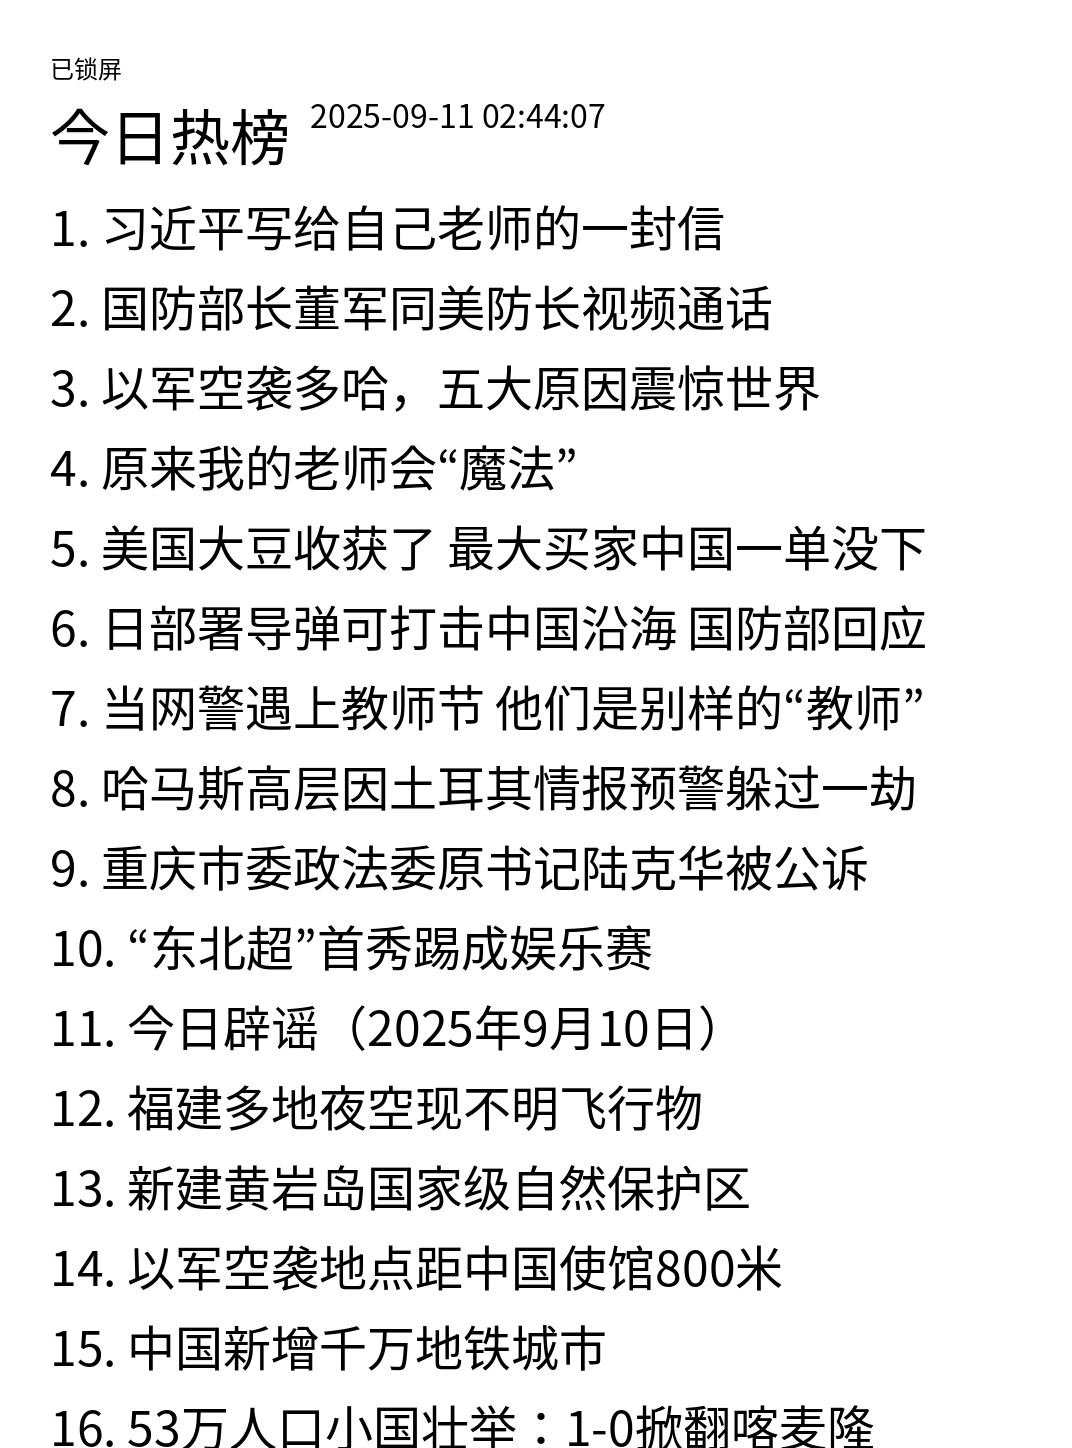 已锁屏
今日热榜 2025-09-11 02:44:07
1. 习近平写给自己老师的一封信
2. 国防部长董军同美防长视频通话
3. 以军空袭多哈，五大原因震惊世界
4. 原来我的老师会“魔法”
5. 美国大豆收获了 最大买家中国一单没下
6. 日部署导弹可打击中国沿海 国防部回应
7. 当网警遇上教师节 他们是别样的“教师”
8. 哈马斯高层因土耳其情报预警躲过一劫
9. 重庆市委政法委原书记陆克华被公诉
10. “东北超”首秀踢成娱乐赛
11. 今日辟谣（2025年9月10日）
12. 福建多地夜空现不明飞行物
13. 新建黄岩岛国家级自然保护区
14. 以军空袭地点距中国使馆800米
15. 中国新增千万地铁城市
16. 53万人口小国壮举：1-0掀翻喀麦隆